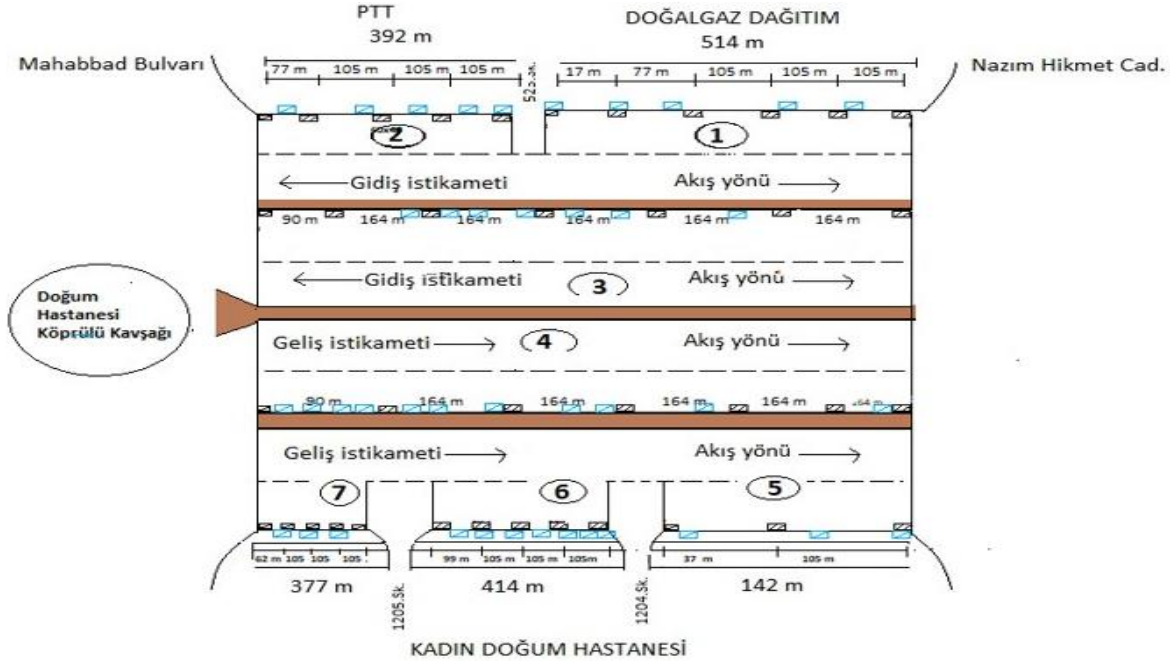 PTT
392 m
DOĞALGAZ DAĞITIM
514 m
Mahabbad Bulvarı
77 m 105 m 105 m 105 m
17 m 77 m 105 m 105 m 105 m
Nazım Hikmet Cad.
2
1
Gidiş istikameti
Akış yönü
90 m 164 m 164 m 164 m 164 m 164 m
Gidiş istikameti
3
Akış yönü
Doğum
Hastanesi
Köprülü Kavşağı
Geliş istikameti
4
Akış yönü
90 m 164 m 164 m 164 m 164 m
Geliş istikameti
Akış yönü
7
6
5
62 m 105 105 105
99 m 105 m 105 m 105m
37 m 105 m
377 m
1205.Sk.
414 m
1204.Sk.
142 m
KADIN DOĞUM HASTANESİ